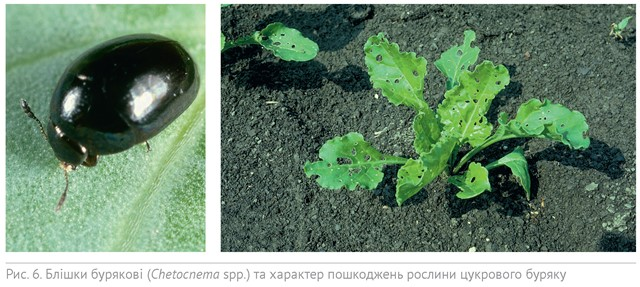 Рис. 6. Блішки бурякові (Chetocnema spp.) та характер пошкоджень рослини цукрового буряку